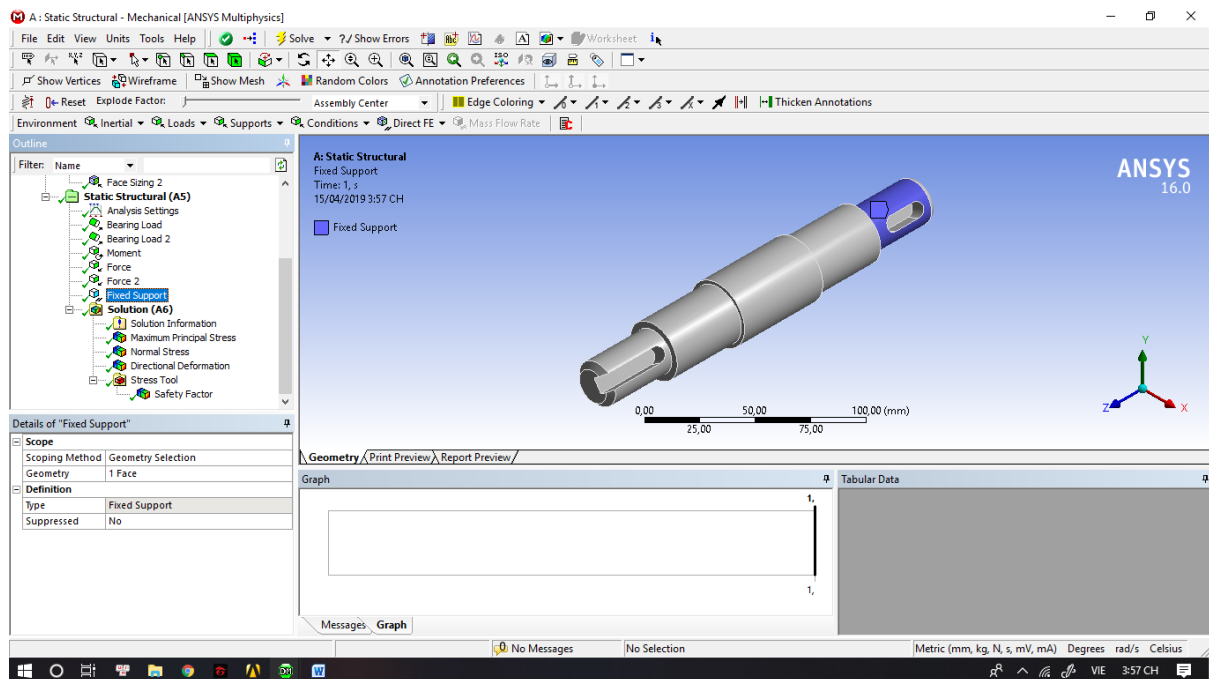 A : Static Structural - Mechanical [ANSYS Multiphysics]
File Edit View Units Tools Help Solve ?/ Show Errors Worksheet
Show Vertices Wireframe Show Mesh Random Colors Annotation Preferences
Reset Explode Factor: Assembly Center Edge Coloring Thicken Annotations
Environment Inertial Loads Supports Conditions Direct FE Mass Flow Rate
Outline
Filter: Name
Face Sizing 2
Static Structural (A5)
Analysis Settings
Bearing Load
Bearing Load 2
Moment
Force
Force 2
Fixed Support
Solution (A6)
Solution Information
Maximum Principal Stress
Normal Stress
Directional Deformation
Stress Tool
Safety Factor
Details of "Fixed Support"
Scope
Scoping Method Geometry Selection
Geometry 1 Face
Definition
Type Fixed Support
Suppressed No
A: Static Structural
Fixed Support
Time: 1, s
15/04/2019 3:57 CH
Fixed Support
ANSYS
16.0
Y
Z X
0,00 50,00 100,00 (mm)
25,00 75,00
Geometry Print Preview Report Preview
Graph
1,
1,
Messages Graph
Tabular Data
No Messages No Selection Metric (mm, kg, N, s, mV, mA) Degrees rad/s Celsius
VIE 3:57 CH